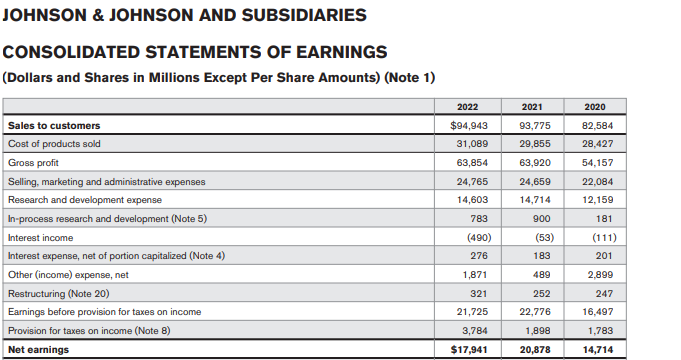 JOHNSON & JOHNSON AND SUBSIDIARIES
CONSOLIDATED STATEMENTS OF EARNINGS
(Dollars and Shares in Millions Except Per Share Amounts) (Note 1)
2022 2021 2020
Sales to customers $94,943 93,775 82,584
Cost of products sold 31,089 29,855 28,427
Gross profit 63,854 63,920 54,157
Selling, marketing and administrative expenses 24,765 24,659 22,084
Research and development expense 14,603 14,714 12,159
In-process research and development (Note 5) 783 900 181
Interest income (490) (53) (111)
Interest expense, net of portion capitalized (Note 4) 276 183 201
Other (income) expense, net 1,871 489 2,899
Restructuring (Note 20) 321 252 247
Earnings before provision for taxes on income 21,725 22,776 16,497
Provision for taxes on income (Note 8) 3,784 1,898 1,783
Net earnings $17,941 20,878 14,714